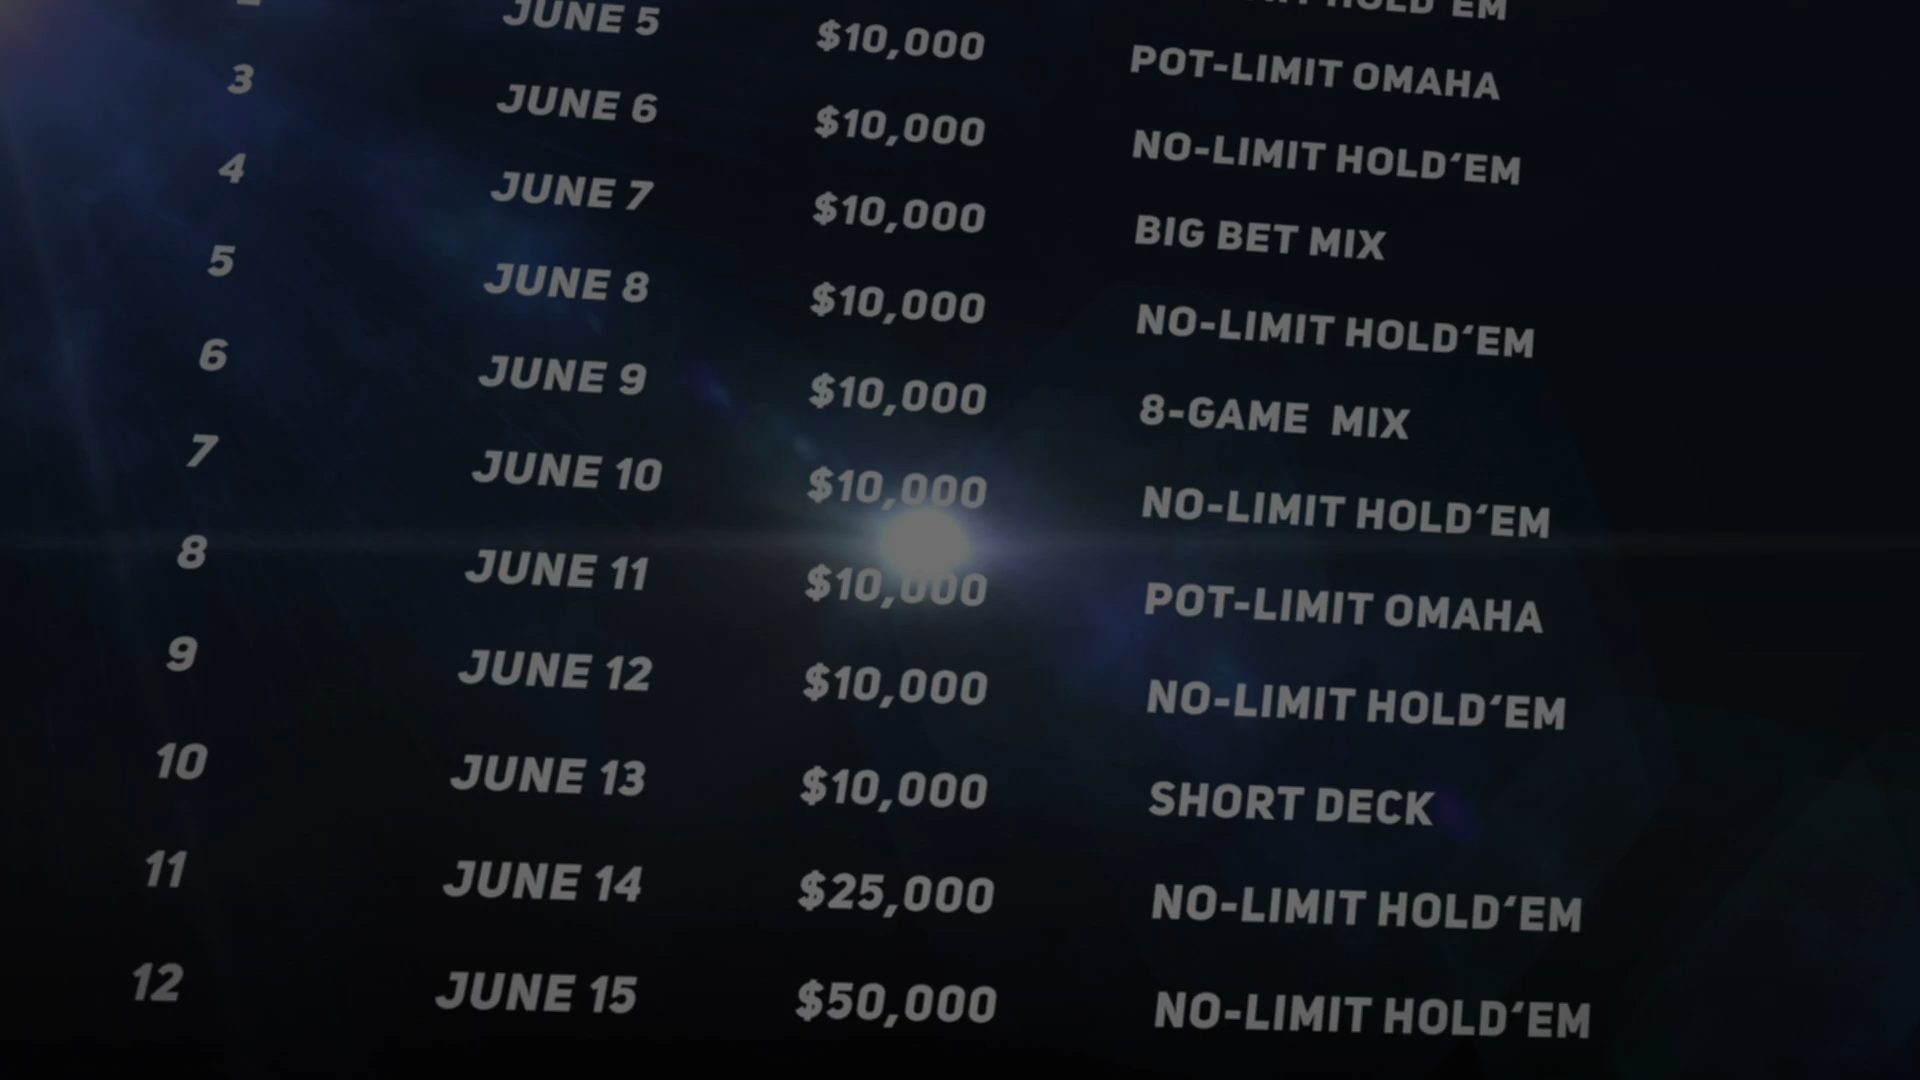 HOLD'EM
JUNE 5 $10,000 POT-LIMIT OMAHA
3 JUNE 6 $10,000 NO-LIMIT HOLD'EM
4 JUNE 7 $10,000 BIG BET MIX
5 JUNE 8 $10,000 NO-LIMIT HOLD'EM
6 JUNE 9 $10,000 8-GAME MIX
7 JUNE 10 $10,000 NO-LIMIT HOLD'EM
8 JUNE 11 $10,000 POT-LIMIT OMAHA
9 JUNE 12 $10,000 NO-LIMIT HOLD'EM
10 JUNE 13 $10,000 SHORT DECK
11 JUNE 14 $25,000 NO-LIMIT HOLD'EM
12 JUNE 15 $50,000 NO-LIMIT HOLD'EM